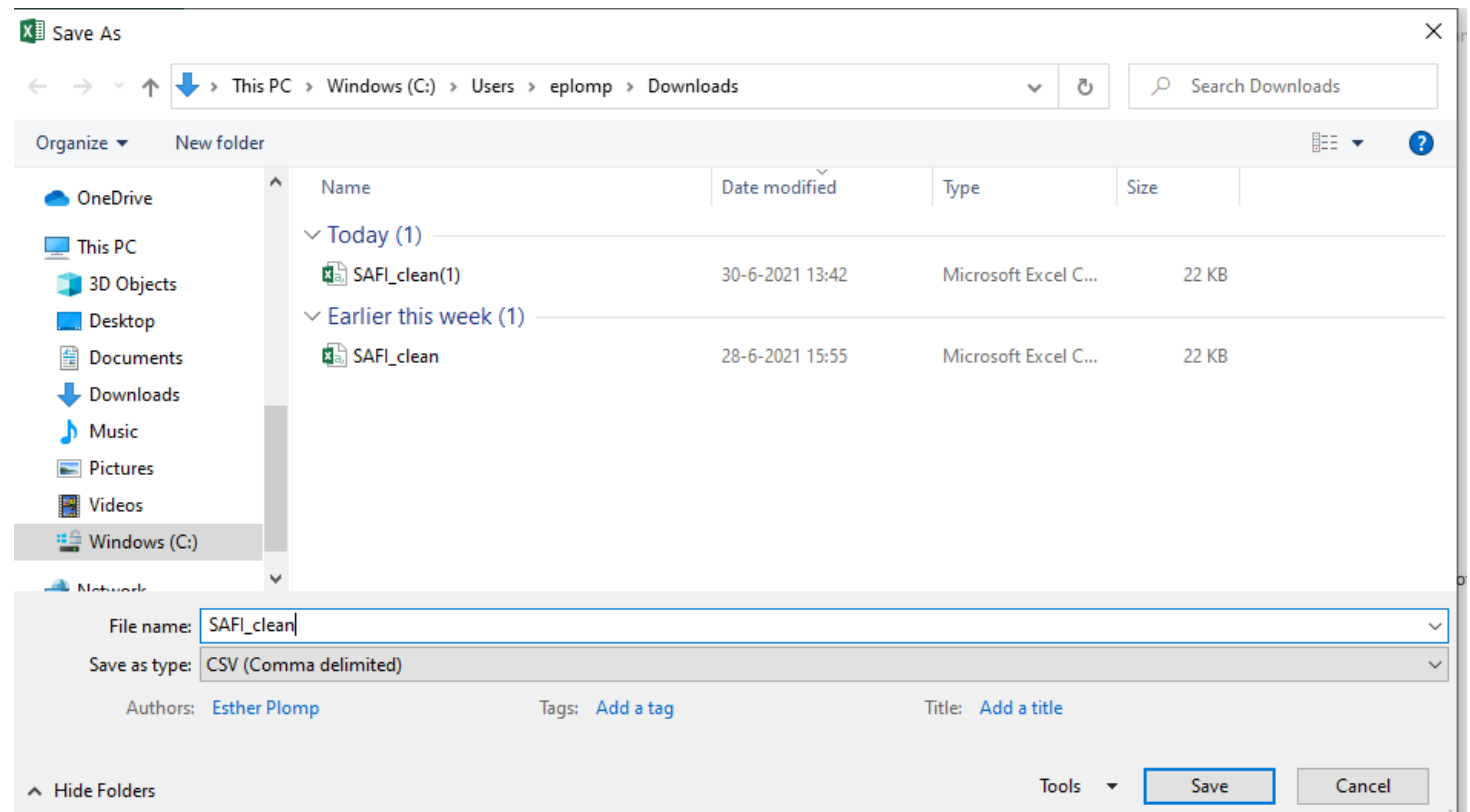 Save As
This PC > Windows (C:) > Users > eplomp > Downloads
Search Downloads
Organize
New folder
Name Date modified Type Size
OneDrive
This PC
3D Objects
Desktop
Documents
Downloads
Music
Pictures
Videos
Windows (C:)
Network
Today (1)
SAFI_clean(1) 30-6-2021 13:42 Microsoft Excel C... 22 KB
Earlier this week (1)
SAFI_clean 28-6-2021 15:55 Microsoft Excel C... 22 KB
File name: SAFI_clean
Save as type: CSV (Comma delimited)
Authors: Esther Plomp Tags: Add a tag Title: Add a title
Hide Folders
Tools Save Cancel